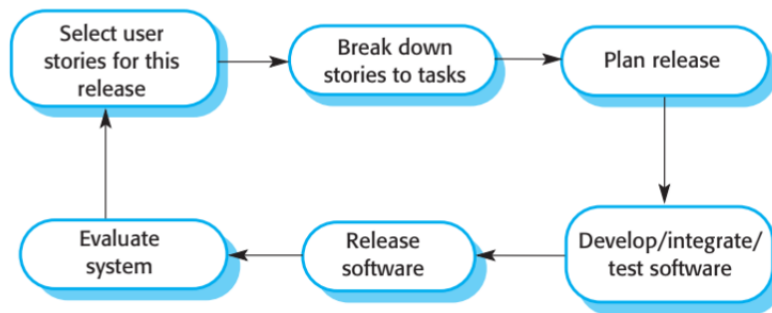 Select user
stories for this
release
Break down
stories to tasks
Plan release
Develop/integrate/
test software
Release
software
Evaluate
system